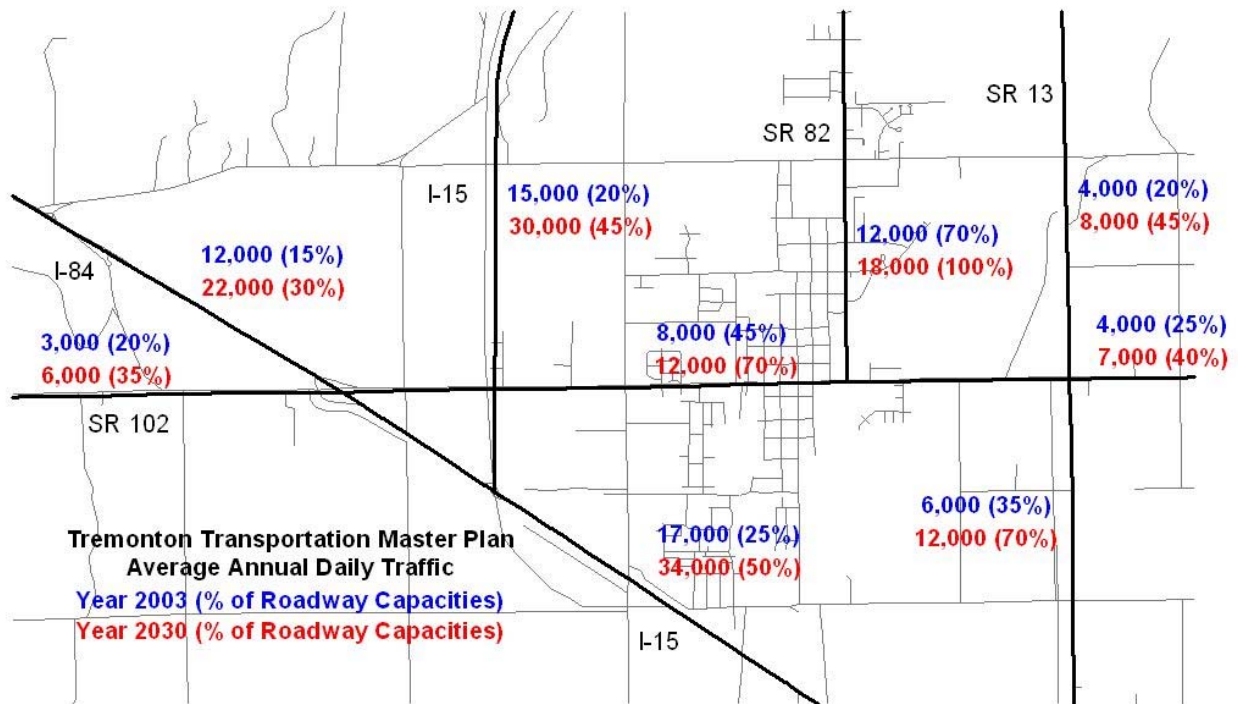 SR 13
SR 82
I-15
15,000 (20%)
30,000 (45%)
4,000 (20%)
8,000 (45%)
12,000 (70%)
18,000 (100%)
12,000 (15%)
22,000 (30%)
I-84
3,000 (20%)
6,000 (35%)
8,000 (45%)
12,000 (70%)
4,000 (25%)
7,000 (40%)
SR 102
6,000 (35%)
12,000 (70%)
17,000 (25%)
34,000 (50%)
Tremonton Transportation Master Plan
Average Annual Daily Traffic
Year 2003 (% of Roadway Capacities)
Year 2030 (% of Roadway Capacities)
I-15